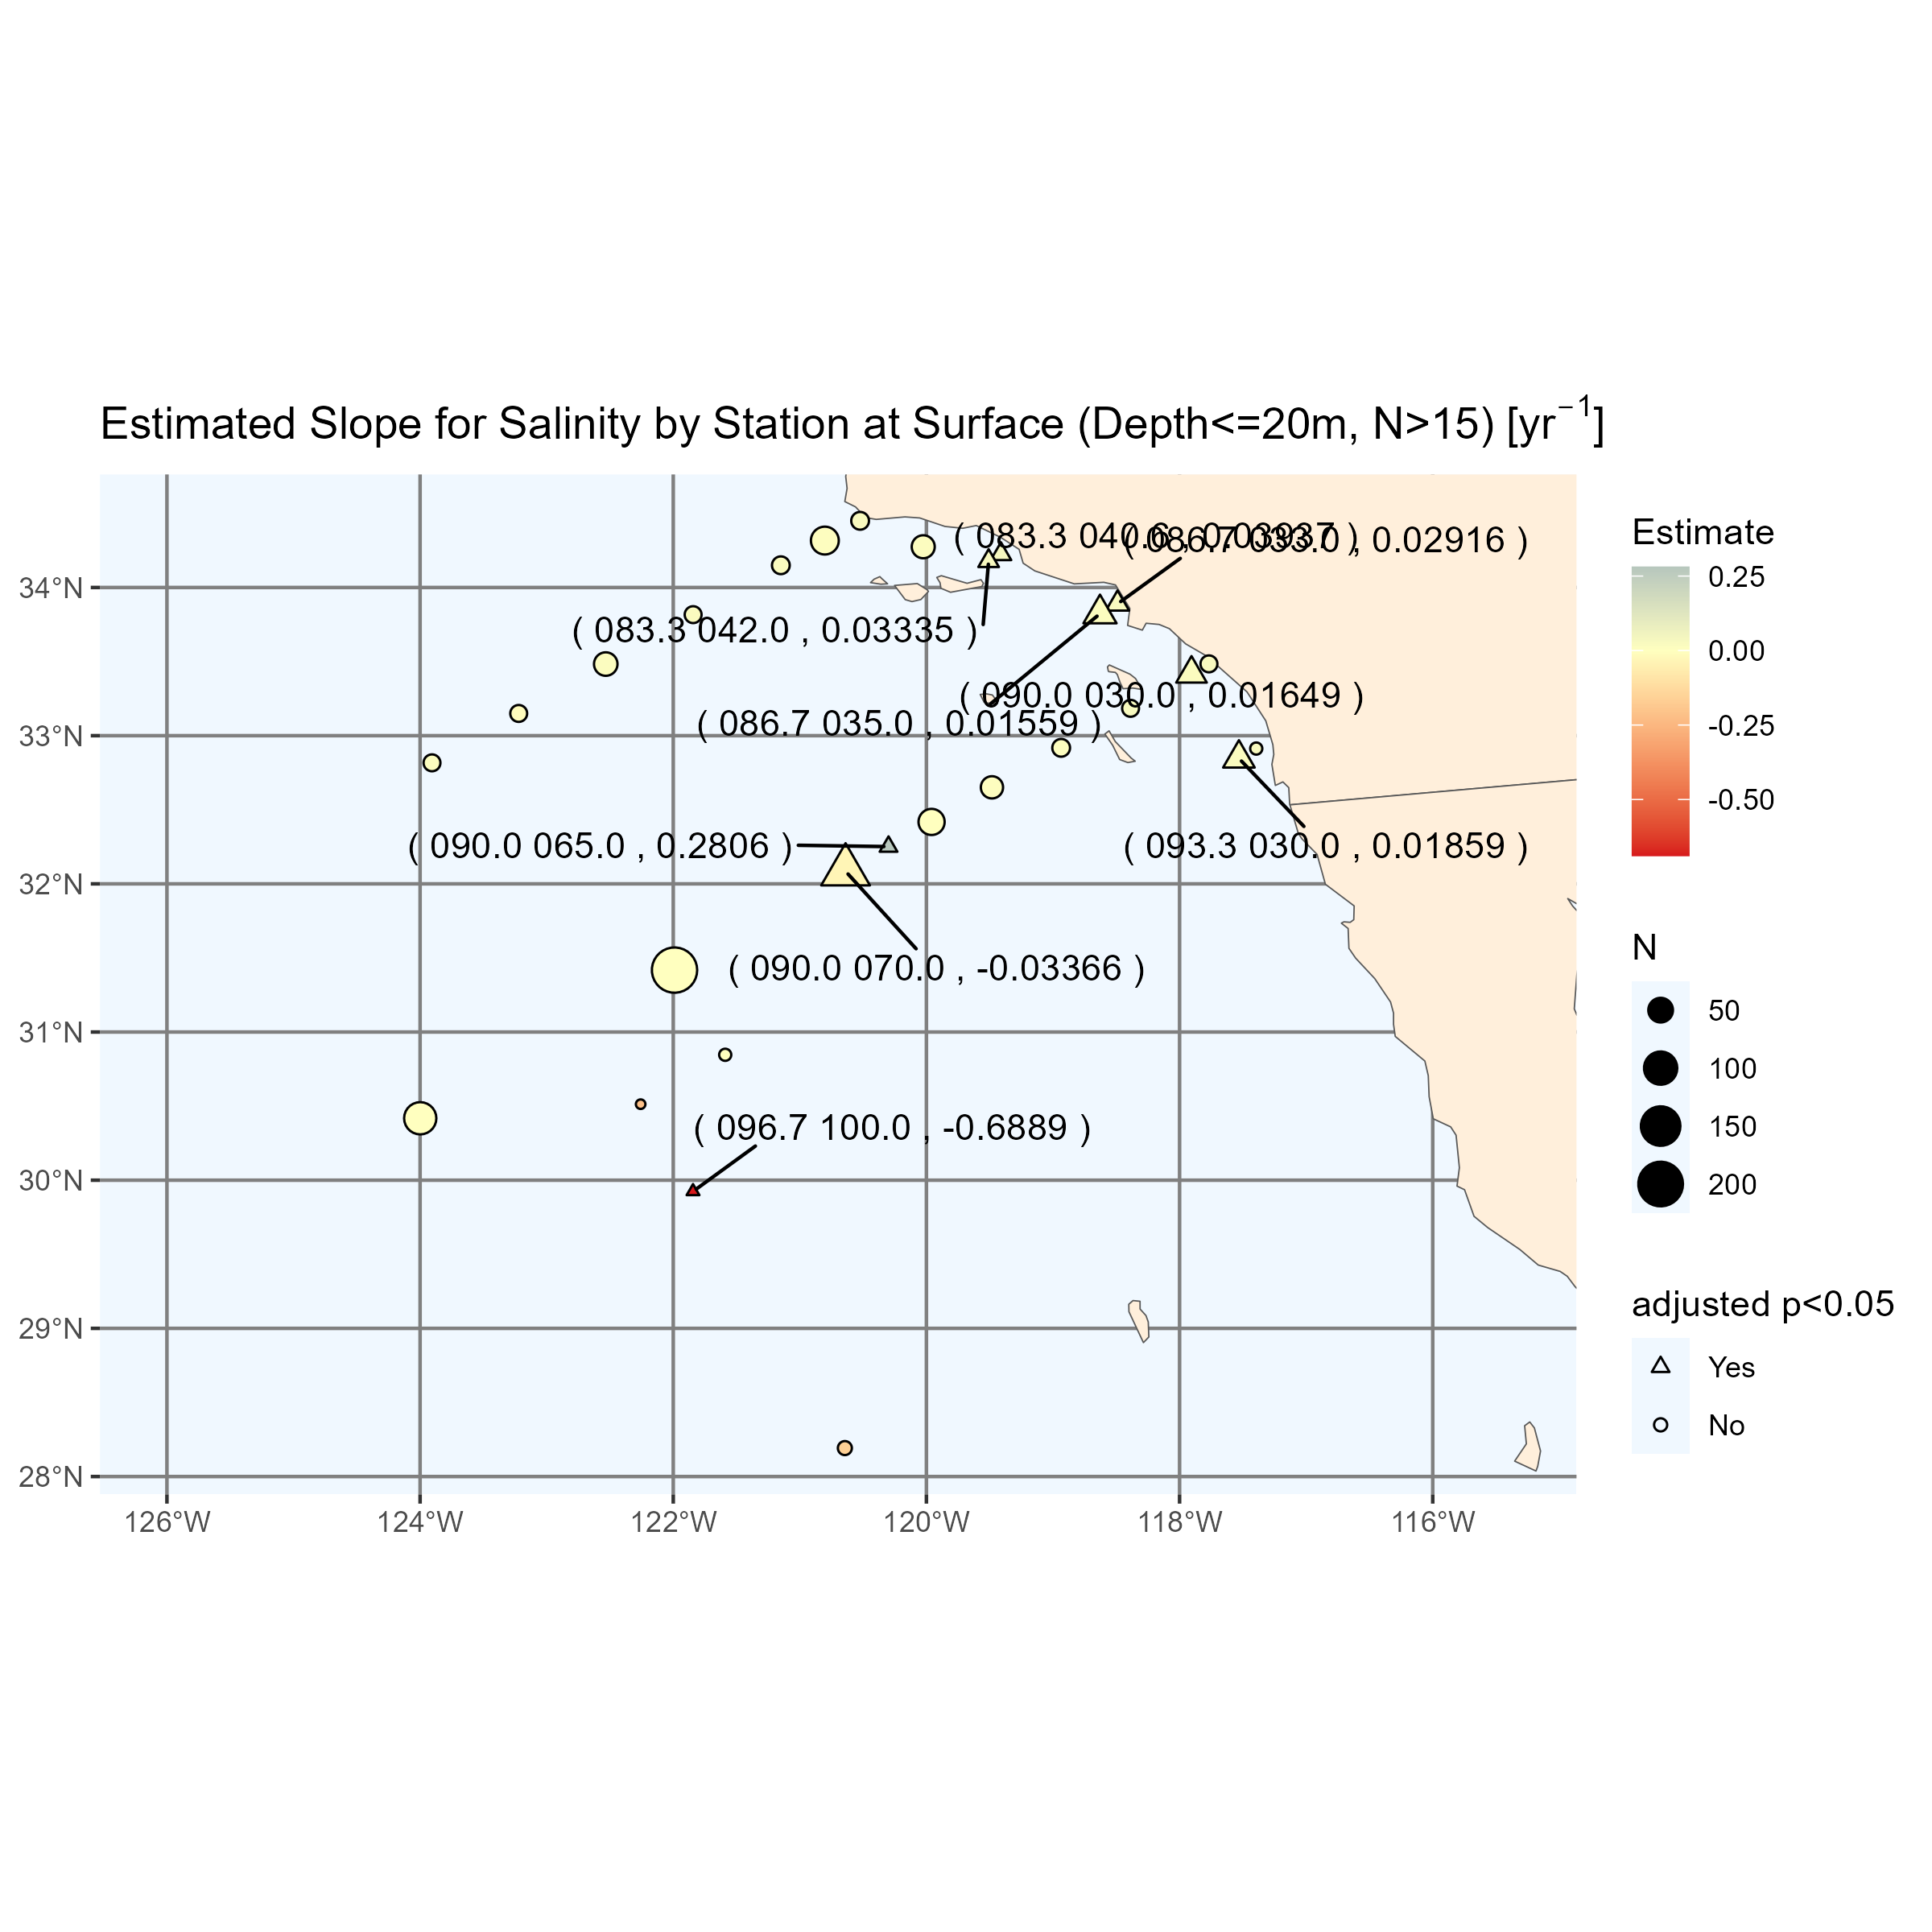 Estimated Slope for Salinity by Station at Surface (Depth<=20m, N>15) [yr⁻¹]
( 083.3 040.6 , 0.03937 )
( 086.7 033.0 , 0.02916 )
( 083.3 042.0 , 0.03335 )
( 090.0 030.0 , 0.01649 )
( 086.7 035.0 , 0.01559 )
( 090.0 065.0 , 0.2806 )
( 093.3 030.0 , 0.01859 )
( 090.0 070.0 , -0.03366 )
( 096.7 100.0 , -0.6889 )
34°N
33°N
32°N
31°N
30°N
29°N
28°N
126°W
124°W
122°W
120°W
118°W
116°W
Estimate
0.25
0.00
-0.25
-0.50
N
50
100
150
200
adjusted p<0.05
Yes
No